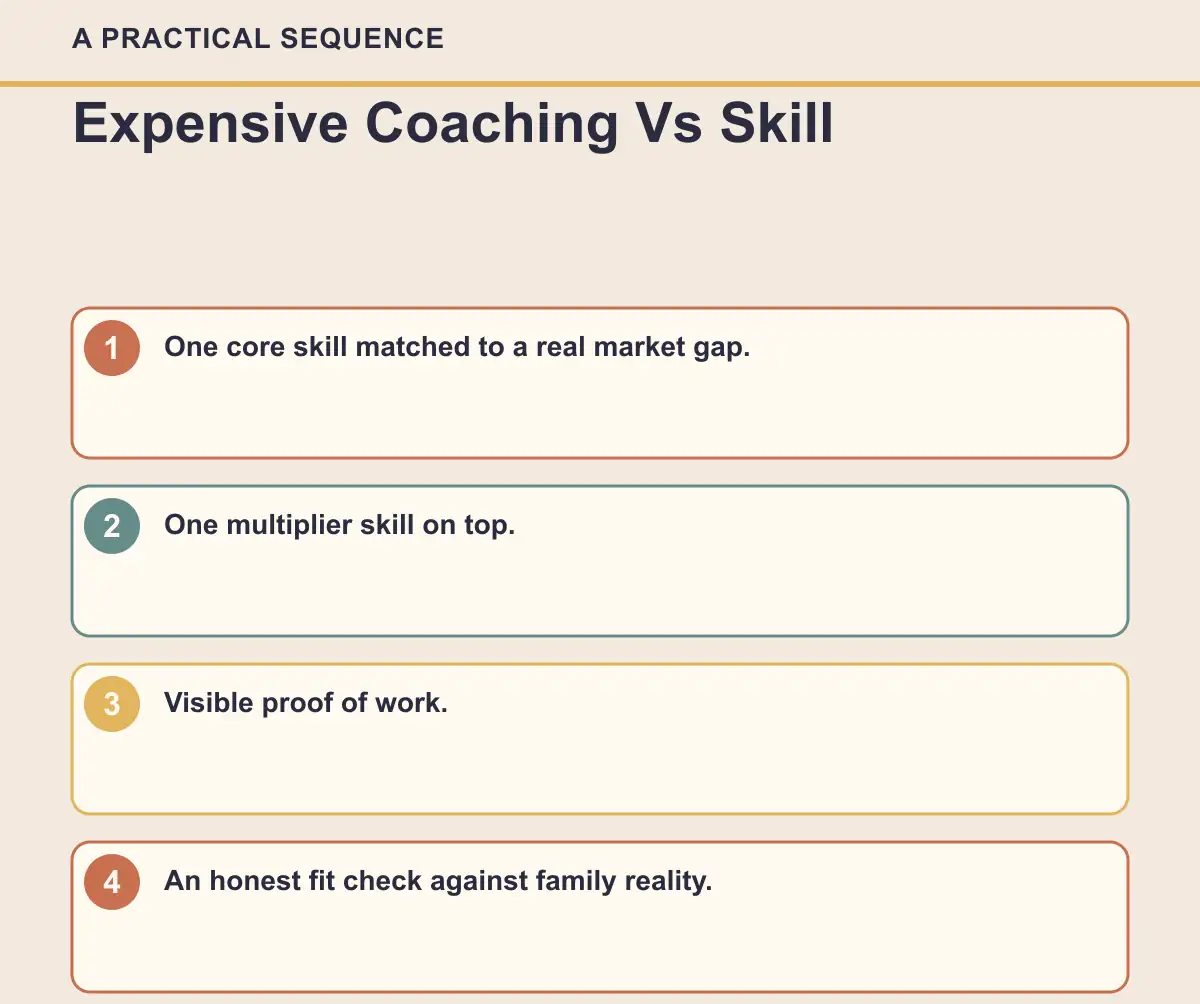 A PRACTICAL SEQUENCE
Expensive Coaching Vs Skill
1 One core skill matched to a real market gap.
2 One multiplier skill on top.
3 Visible proof of work.
4 An honest fit check against family reality.